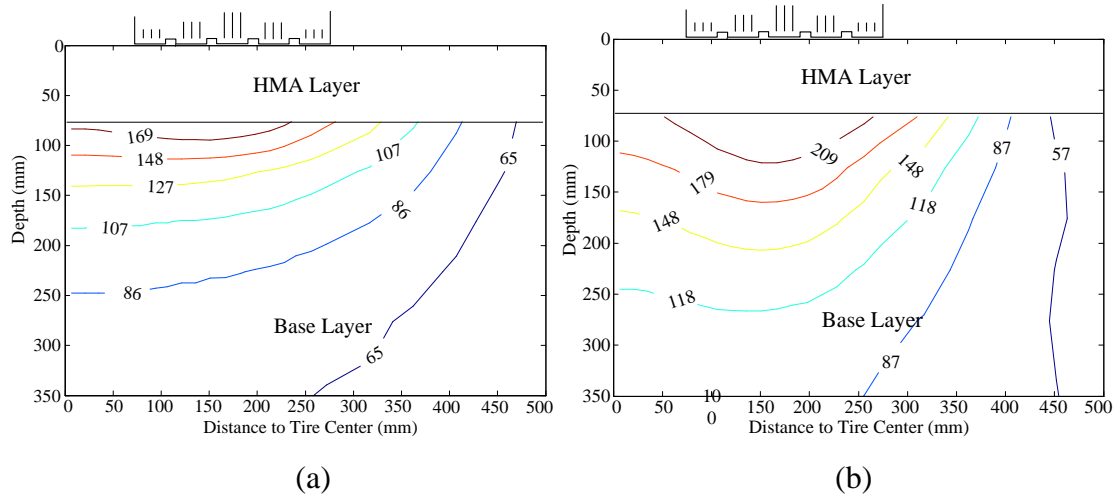 0
50
100
150
200
250
300
350
Depth (mm)
HMA Layer
169
148
127
107
107
86
86
65
65
Base Layer
0 50 100 150 200 250 300 350 400 450 500
Distance to Tire Center (mm)
(a)
0
50
100
150
200
250
300
350
Depth (mm)
HMA Layer
209
179
148
148
118
118
87
87
57
Base Layer
0 50 10 150 200 250 300 350 400 450 500
0
Distance to Tire Center (mm)
(b)